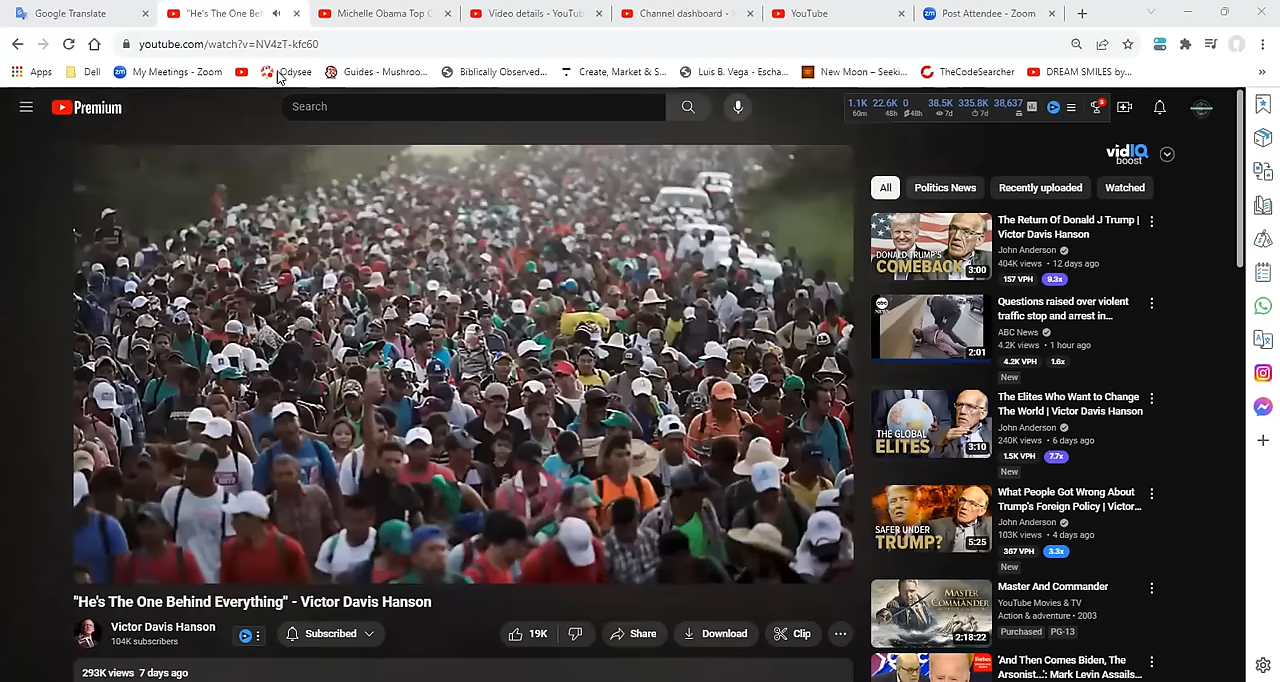 Google Translate
"He's The One Beh
Michelle Obama Top
Video details - YouTub
Channel dashboard -
YouTube
Post Attendee - Zoom
youtube.com/watch?v=NV4zT-kfc60
Apps
Dell
My Meetings - Zoom
Odysee
Guides - Mushroo...
Biblically Observed...
Create, Market & S...
Luis B. Vega - Escha...
New Moon – Seeki...
TheCodeSearcher
DREAM SMILES by...
»
Premium
Search
1.1K 22.6K 0 38.5K 335.8K 38,637
60m 48h 48h 7d 7d
vidIQ
boost
All
Politics News
Recently uploaded
Watched
The Return Of Donald J Trump |
Victor Davis Hanson
John Anderson
404K views • 12 days ago
157 VPH 9.3x
DONALD TRUMP'S
COMEBACK
3:00
Questions raised over violent
traffic stop and arrest in...
ABC News
4.2K views • 1 hour ago
4.2K VPH 1.6x
New
abc
NEWS
2:01
The Elites Who Want to Change
The World | Victor Davis Hanson
John Anderson
240K views • 6 days ago
1.5K VPH 7.7x
New
THE GLOBAL
ELITES
3:10
What People Got Wrong About
Trump's Foreign Policy | Victor...
John Anderson
103K views • 4 days ago
367 VPH 3.3x
New
SAFER UNDER
TRUMP?
5:25
Master And Commander
YouTube Movies & TV
Action & adventure • 2003
Purchased PG-13
MASTER
AND
COMMANDER
2:18:22
'And Then Comes Biden, The
Arsonist...': Mark Levin Assails...
Forbes
"He's The One Behind Everything" - Victor Davis Hanson
Victor Davis Hanson
104K subscribers
Subscribed
19K
Share
Download
Clip
293K views 7 days ago